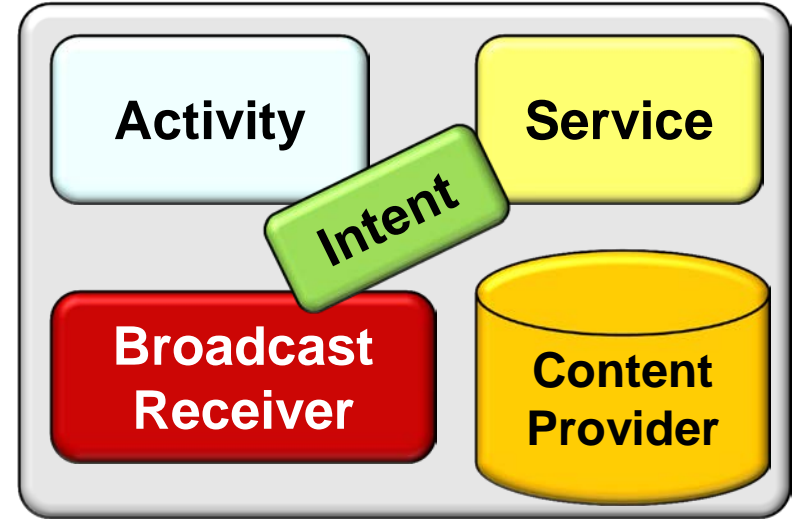 Activity
Service
Intent
Broadcast
Receiver
Content
Provider